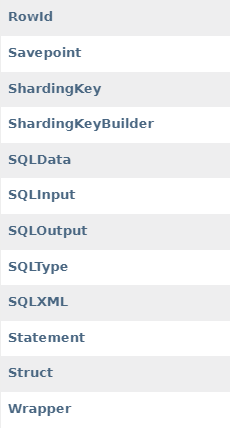 RowId
Savepoint
ShardingKey
ShardingKeyBuilder
SQLData
SQLInput
SQLOutput
SQLType
SQLXML
Statement
Struct
Wrapper